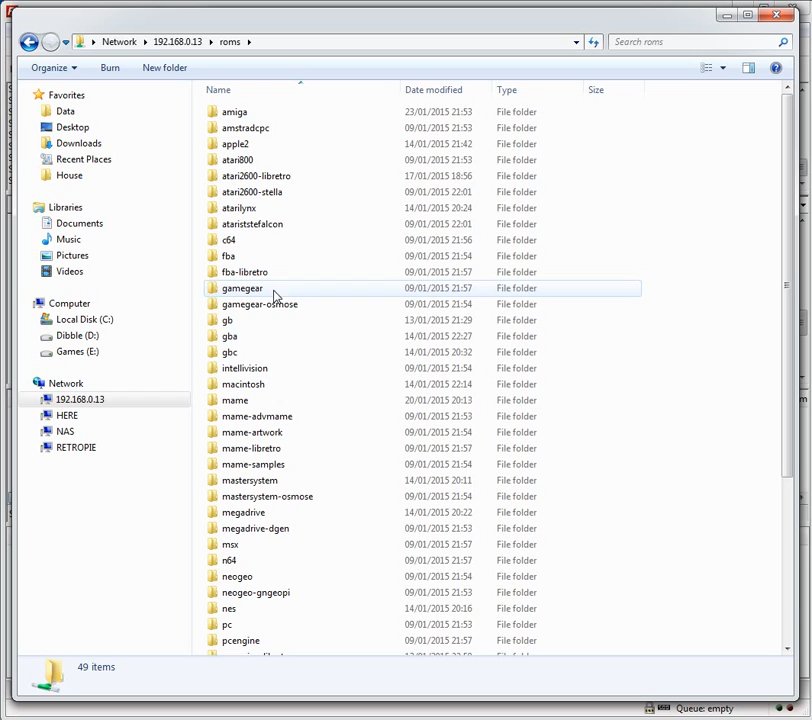 Network ▸ 192.168.0.13 ▸ roms ▸
Search roms
Organize Burn New folder
Name Date modified Type Size
Favorites
Data
Desktop
Downloads
Recent Places
House
Libraries
Documents
Music
Pictures
Videos
Computer
Local Disk (C:)
Dibble (D:)
Games (E:)
Network
192.168.0.13
HERE
NAS
RETROPIE
amiga 23/01/2015 21:53 File folder
amstradcpc 09/01/2015 21:53 File folder
apple2 14/01/2015 21:42 File folder
atari800 09/01/2015 21:53 File folder
atari2600-libretro 17/01/2015 18:56 File folder
atari2600-stella 09/01/2015 22:01 File folder
atarilynx 14/01/2015 20:24 File folder
atariststefalcon 09/01/2015 22:01 File folder
c64 09/01/2015 21:56 File folder
fba 09/01/2015 21:54 File folder
fba-libretro 09/01/2015 21:57 File folder
gamegear 09/01/2015 21:57 File folder
gamegear-osmose 09/01/2015 21:54 File folder
gb 13/01/2015 21:29 File folder
gba 14/01/2015 22:27 File folder
gbc 14/01/2015 20:32 File folder
intellivision 09/01/2015 21:54 File folder
macintosh 14/01/2015 22:14 File folder
mame 20/01/2015 20:13 File folder
mame-advmame 09/01/2015 21:54 File folder
mame-artwork 09/01/2015 21:54 File folder
mame-libretro 09/01/2015 21:57 File folder
mame-samples 09/01/2015 21:54 File folder
mastersystem 14/01/2015 20:11 File folder
mastersystem-osmose 09/01/2015 21:54 File folder
megadrive 14/01/2015 20:22 File folder
megadrive-dgen 09/01/2015 21:53 File folder
msx 09/01/2015 21:57 File folder
n64 09/01/2015 21:57 File folder
neogeo 09/01/2015 21:54 File folder
neogeo-gngeopi 09/01/2015 21:57 File folder
nes 14/01/2015 20:16 File folder
pc 09/01/2015 21:57 File folder
pcengine 09/01/2015 21:57 File folder
49 items
Queue: empty